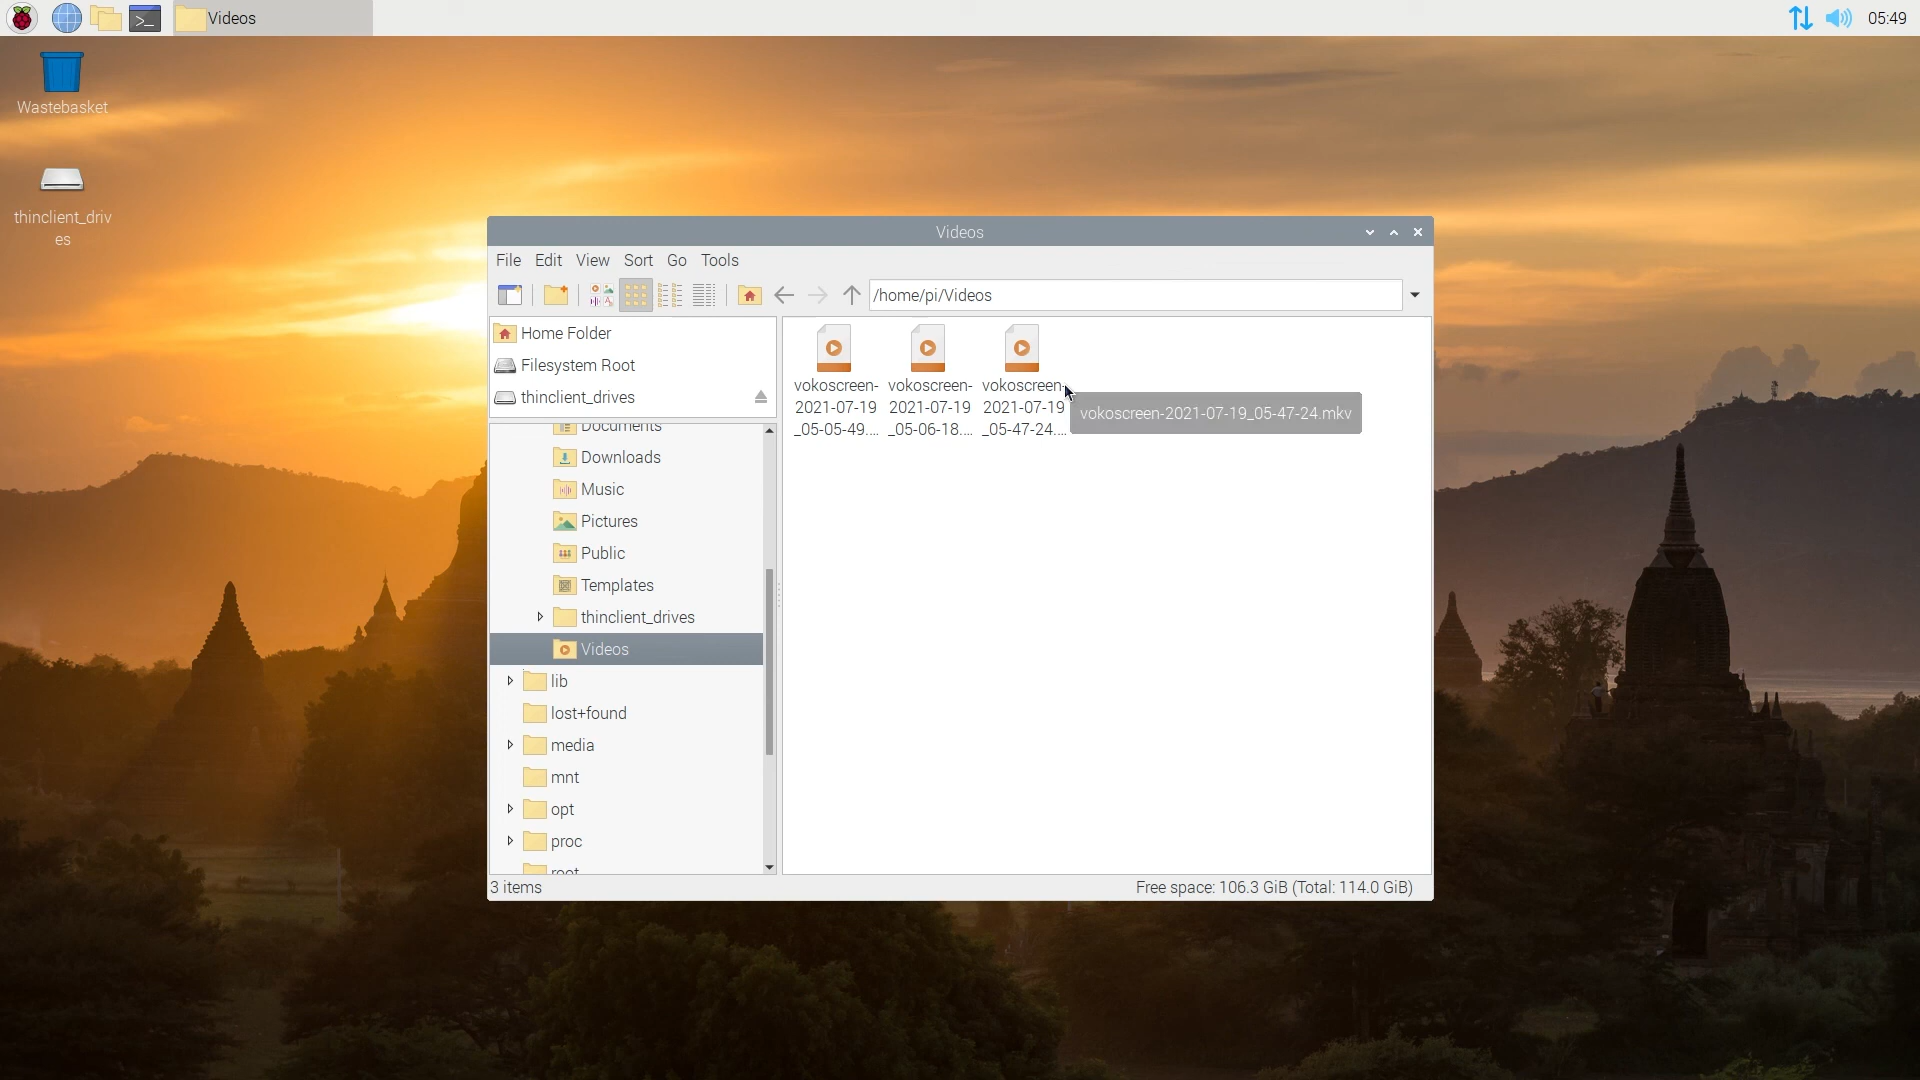 Videos
05:49
Wastebasket
thinclient_driv
es
Videos
File Edit View Sort Go Tools
/home/pi/Videos
Home Folder
Filesystem Root
thinclient_drives
Documents
Downloads
Music
Pictures
Public
Templates
thinclient_drives
Videos
lib
lost+found
media
mnt
opt
proc
root
vokoscreen-
2021-07-19
_05-05-49....
vokoscreen-
2021-07-19
_05-06-18....
vokoscreen-
2021-07-19
_05-47-24....
vokoscreen-2021-07-19_05-47-24.mkv
3 items
Free space: 106.3 GiB (Total: 114.0 GiB)